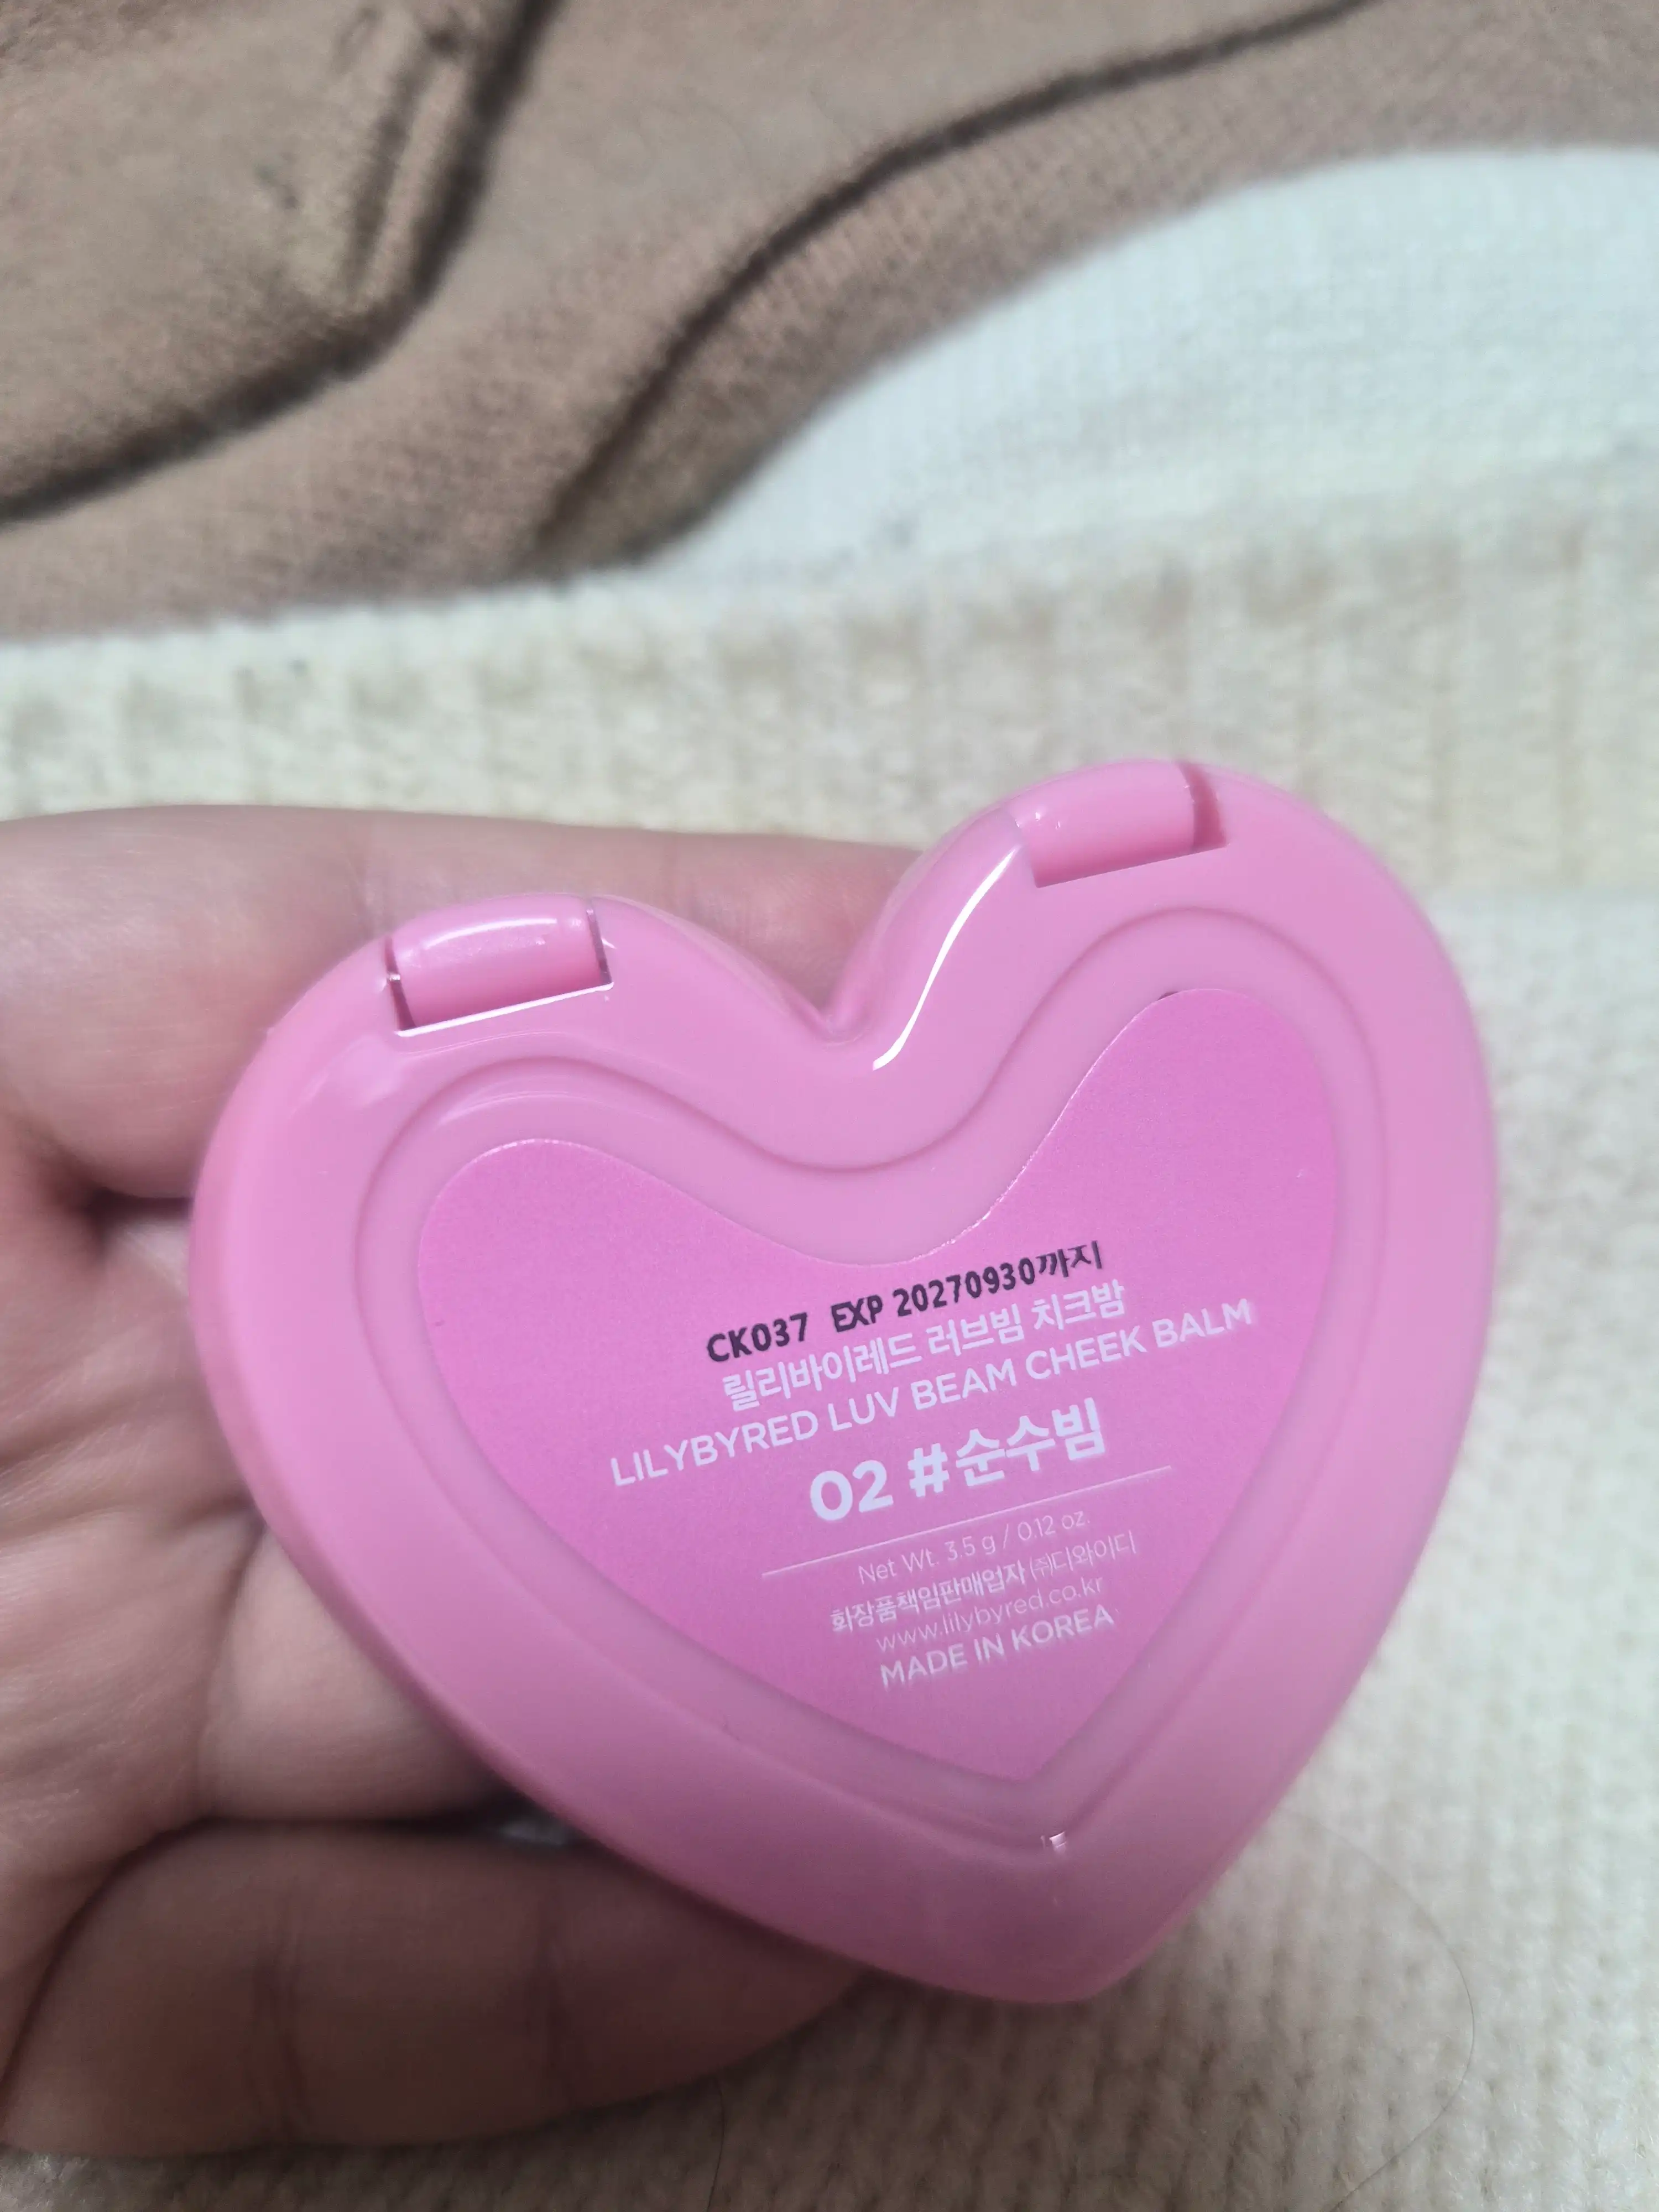 CK037 EXP 20270930까지
릴리바이레드 러브빔 치크밤
LILYBYRED LUV BEAM CHEEK BALM
02 #순수빔
Net Wt. 3.5 g / 0.12 oz.
화장품책임판매업자 ㈜디와이디
www.lilybyred.co.kr
MADE IN KOREA